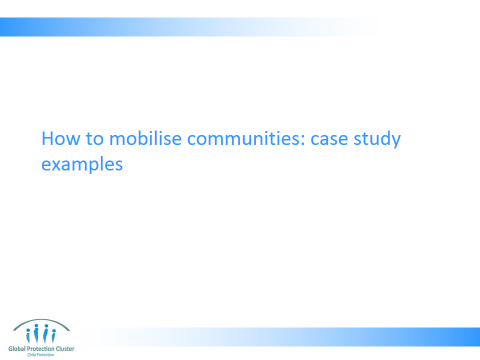 How to mobilise communities: case study
examples
Global Protection Cluster
Child Protection